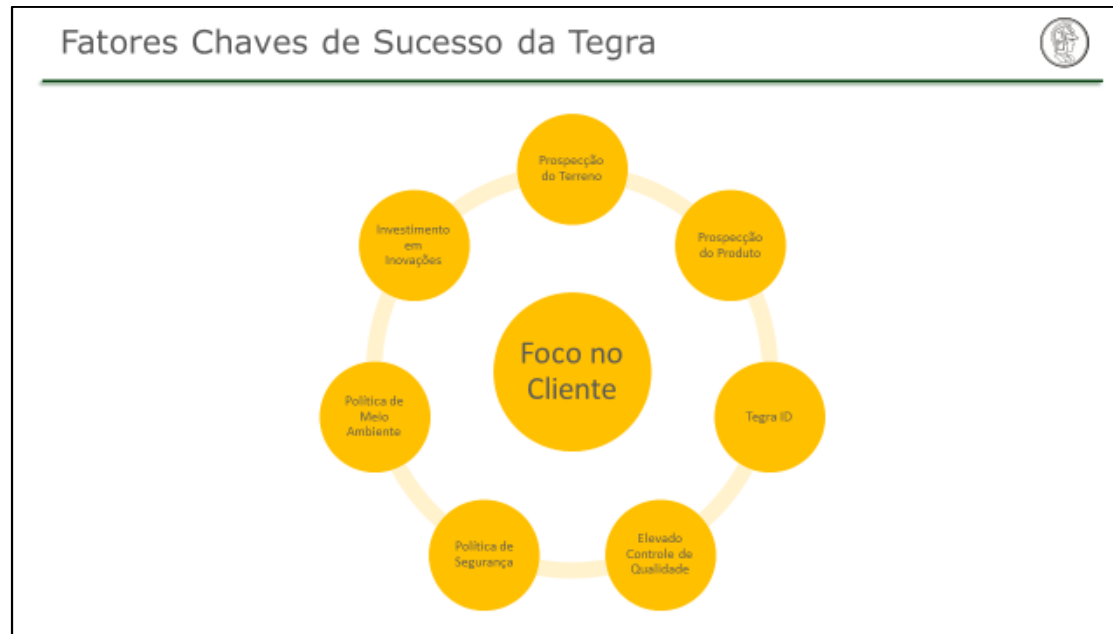 Fatores Chaves de Sucesso da Tegra
Prospecção
do Terreno
Prospecção
do Produto
Tegra ID
Elevado
Controle de
Qualidade
Política de
Segurança
Política de
Meio
Ambiente
Investimento
em
Inovações
Foco no
Cliente